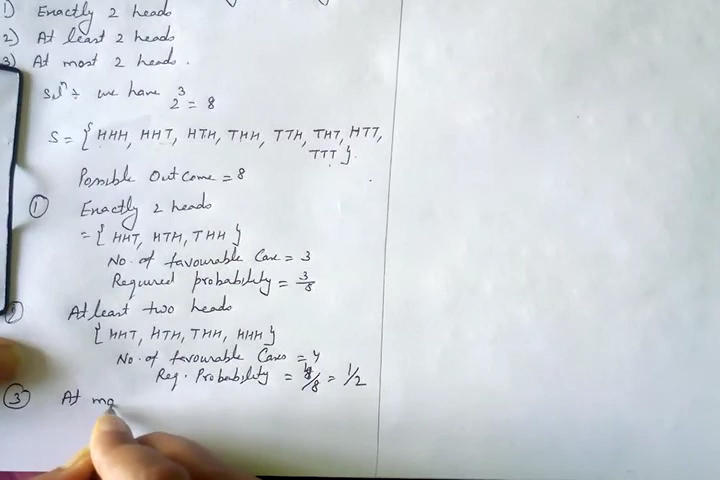 1) Exactly 2 heads
2) At least 2 heads
3) At most 2 heads.
Solⁿ:- we have 2³ = 8
S = { HHH, HHT, HTH, THH, TTH, THT, HTT,
TTT }.
Possible Outcome = 8
① Exactly 2 heads
= { HHT, HTH, THH }
No. of favourable Case = 3
Required probability = 3/8
② At least two heads
{ HHT, HTH, THH, HHH }
No. of favourable Cases = 4
Req. Probability = 4/8 = 1/2
③ At mo